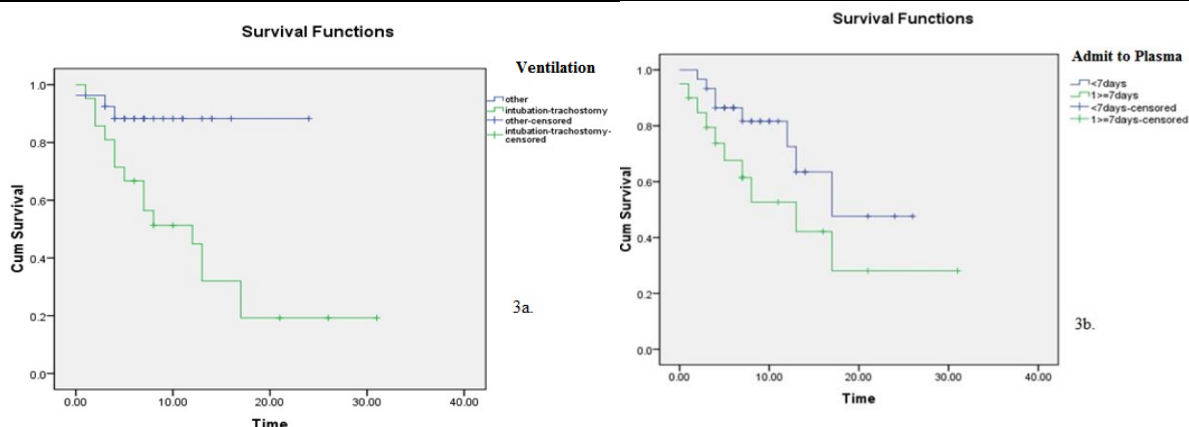 Survival Functions
Ventilation
other
intubation-trachostomy
other-censored
intubation-trachostomy-
censored
Cum Survival
1.0
0.8
0.6
0.4
0.2
0.0
0.00
10.00
20.00
30.00
40.00
Time
3a.
Survival Functions
Admit to Plasma
<7days
1>=7days
<7days-censored
1>=7days-censored
Cum Survival
1.0
0.8
0.6
0.4
0.2
0.0
0.00
10.00
20.00
30.00
40.00
Time
3b.